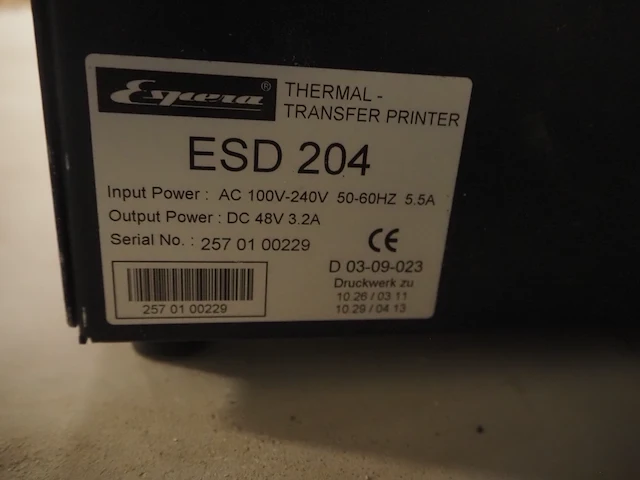 Espera®
THERMAL -
TRANSFER PRINTER
ESD 204
Input Power : AC 100V-240V 50-60HZ 5.5A
Output Power : DC 48V 3.2A
Serial No. : 257 01 00229
CE
257 01 00229
D 03-09-023
Druckwerk zu
10.26 / 03 11
10.29 / 04 13